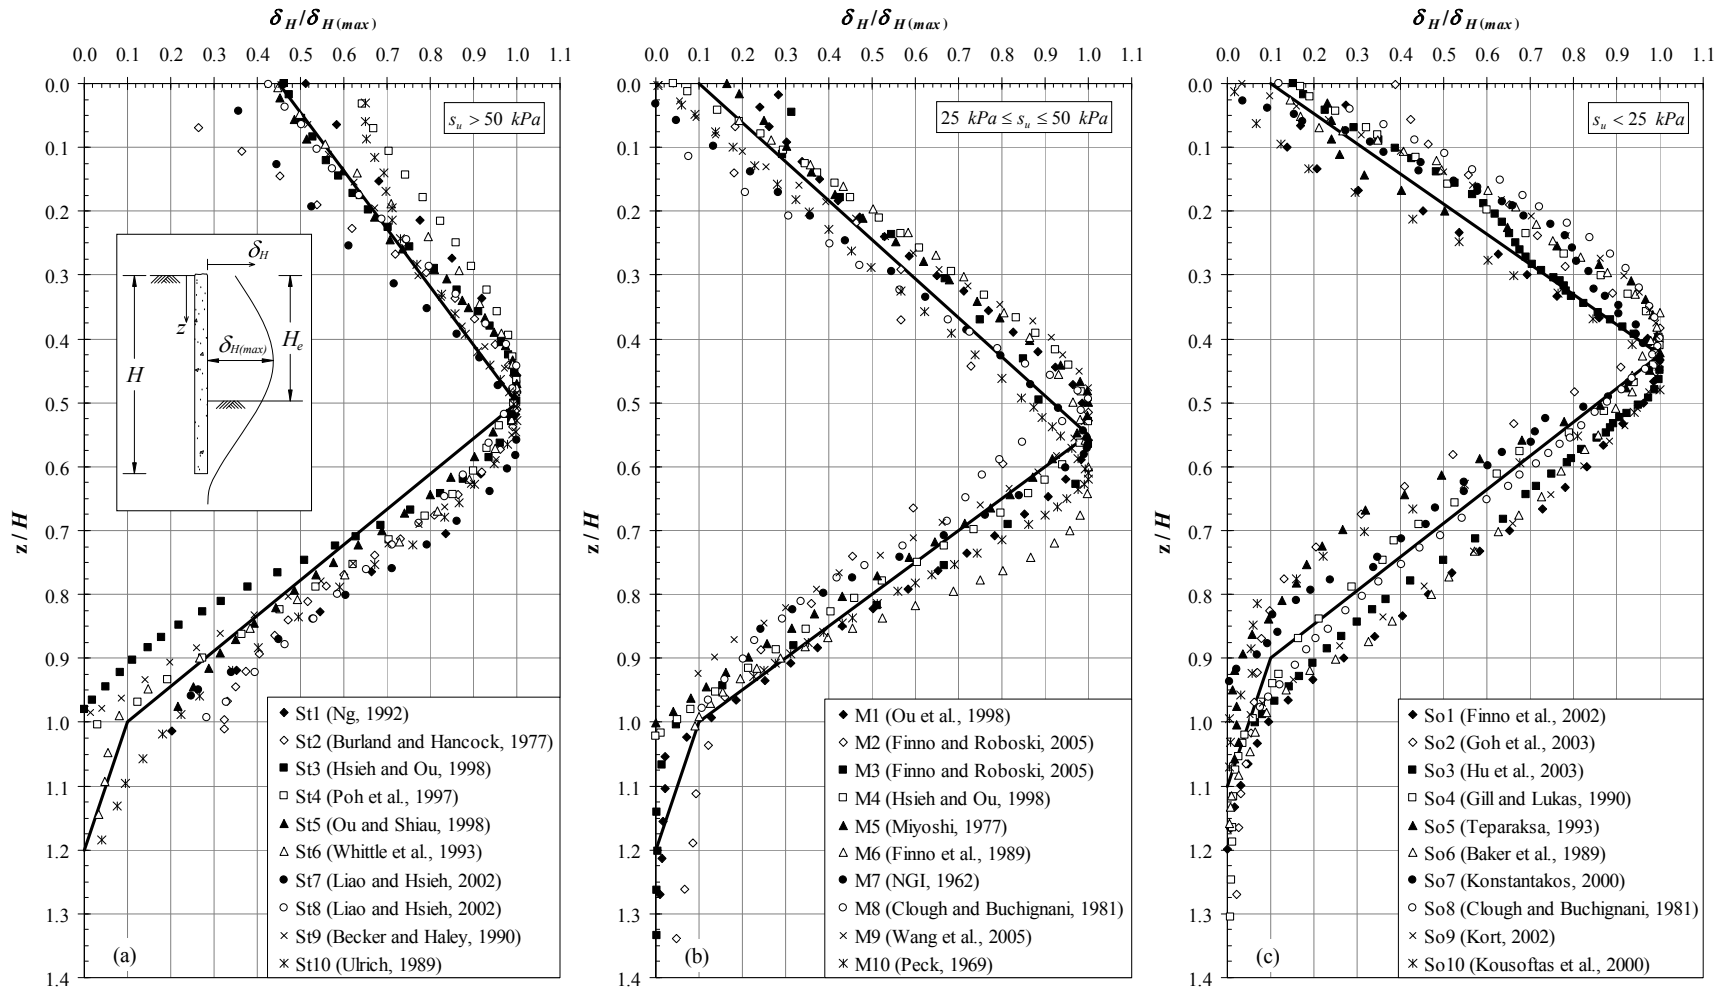 δH/δH(max)
0.0 0.1 0.2 0.3 0.4 0.5 0.6 0.7 0.8 0.9 1.0 1.1
0.0
0.1
0.2
0.3
0.4
0.5
0.6
0.7
0.8
0.9
1.0
1.1
1.2
1.3
1.4
z / H
su > 50 kPa
δH
z
δH(max)
He
H
St1 (Ng, 1992)
St2 (Burland and Hancock, 1977)
St3 (Hsieh and Ou, 1998)
St4 (Poh et al., 1997)
St5 (Ou and Shiau, 1998)
St6 (Whittle et al., 1993)
St7 (Liao and Hsieh, 2002)
St8 (Liao and Hsieh, 2002)
St9 (Becker and Haley, 1990)
St10 (Ulrich, 1989)
(a)
δH/δH(max)
0.0 0.1 0.2 0.3 0.4 0.5 0.6 0.7 0.8 0.9 1.0 1.1
0.0
0.1
0.2
0.3
0.4
0.5
0.6
0.7
0.8
0.9
1.0
1.1
1.2
1.3
1.4
z / H
25 kPa ≤ su ≤ 50 kPa
M1 (Ou et al., 1998)
M2 (Finno and Roboski, 2005)
M3 (Finno and Roboski, 2005)
M4 (Hsieh and Ou, 1998)
M5 (Miyoshi, 1977)
M6 (Finno et al., 1989)
M7 (NGI, 1962)
M8 (Clough and Buchignani, 1981)
M9 (Wang et al., 2005)
M10 (Peck, 1969)
(b)
δH/δH(max)
0.0 0.1 0.2 0.3 0.4 0.5 0.6 0.7 0.8 0.9 1.0 1.1
0.0
0.1
0.2
0.3
0.4
0.5
0.6
0.7
0.8
0.9
1.0
1.1
1.2
1.3
1.4
z / H
su < 25 kPa
So1 (Finno et al., 2002)
So2 (Goh et al., 2003)
So3 (Hu et al., 2003)
So4 (Gill and Lukas, 1990)
So5 (Teparaksa, 1993)
So6 (Baker et al., 1989)
So7 (Konstantakos, 2000)
So8 (Clough and Buchignani, 1981)
So9 (Kort, 2002)
So10 (Kousoftas et al., 2000)
(c)